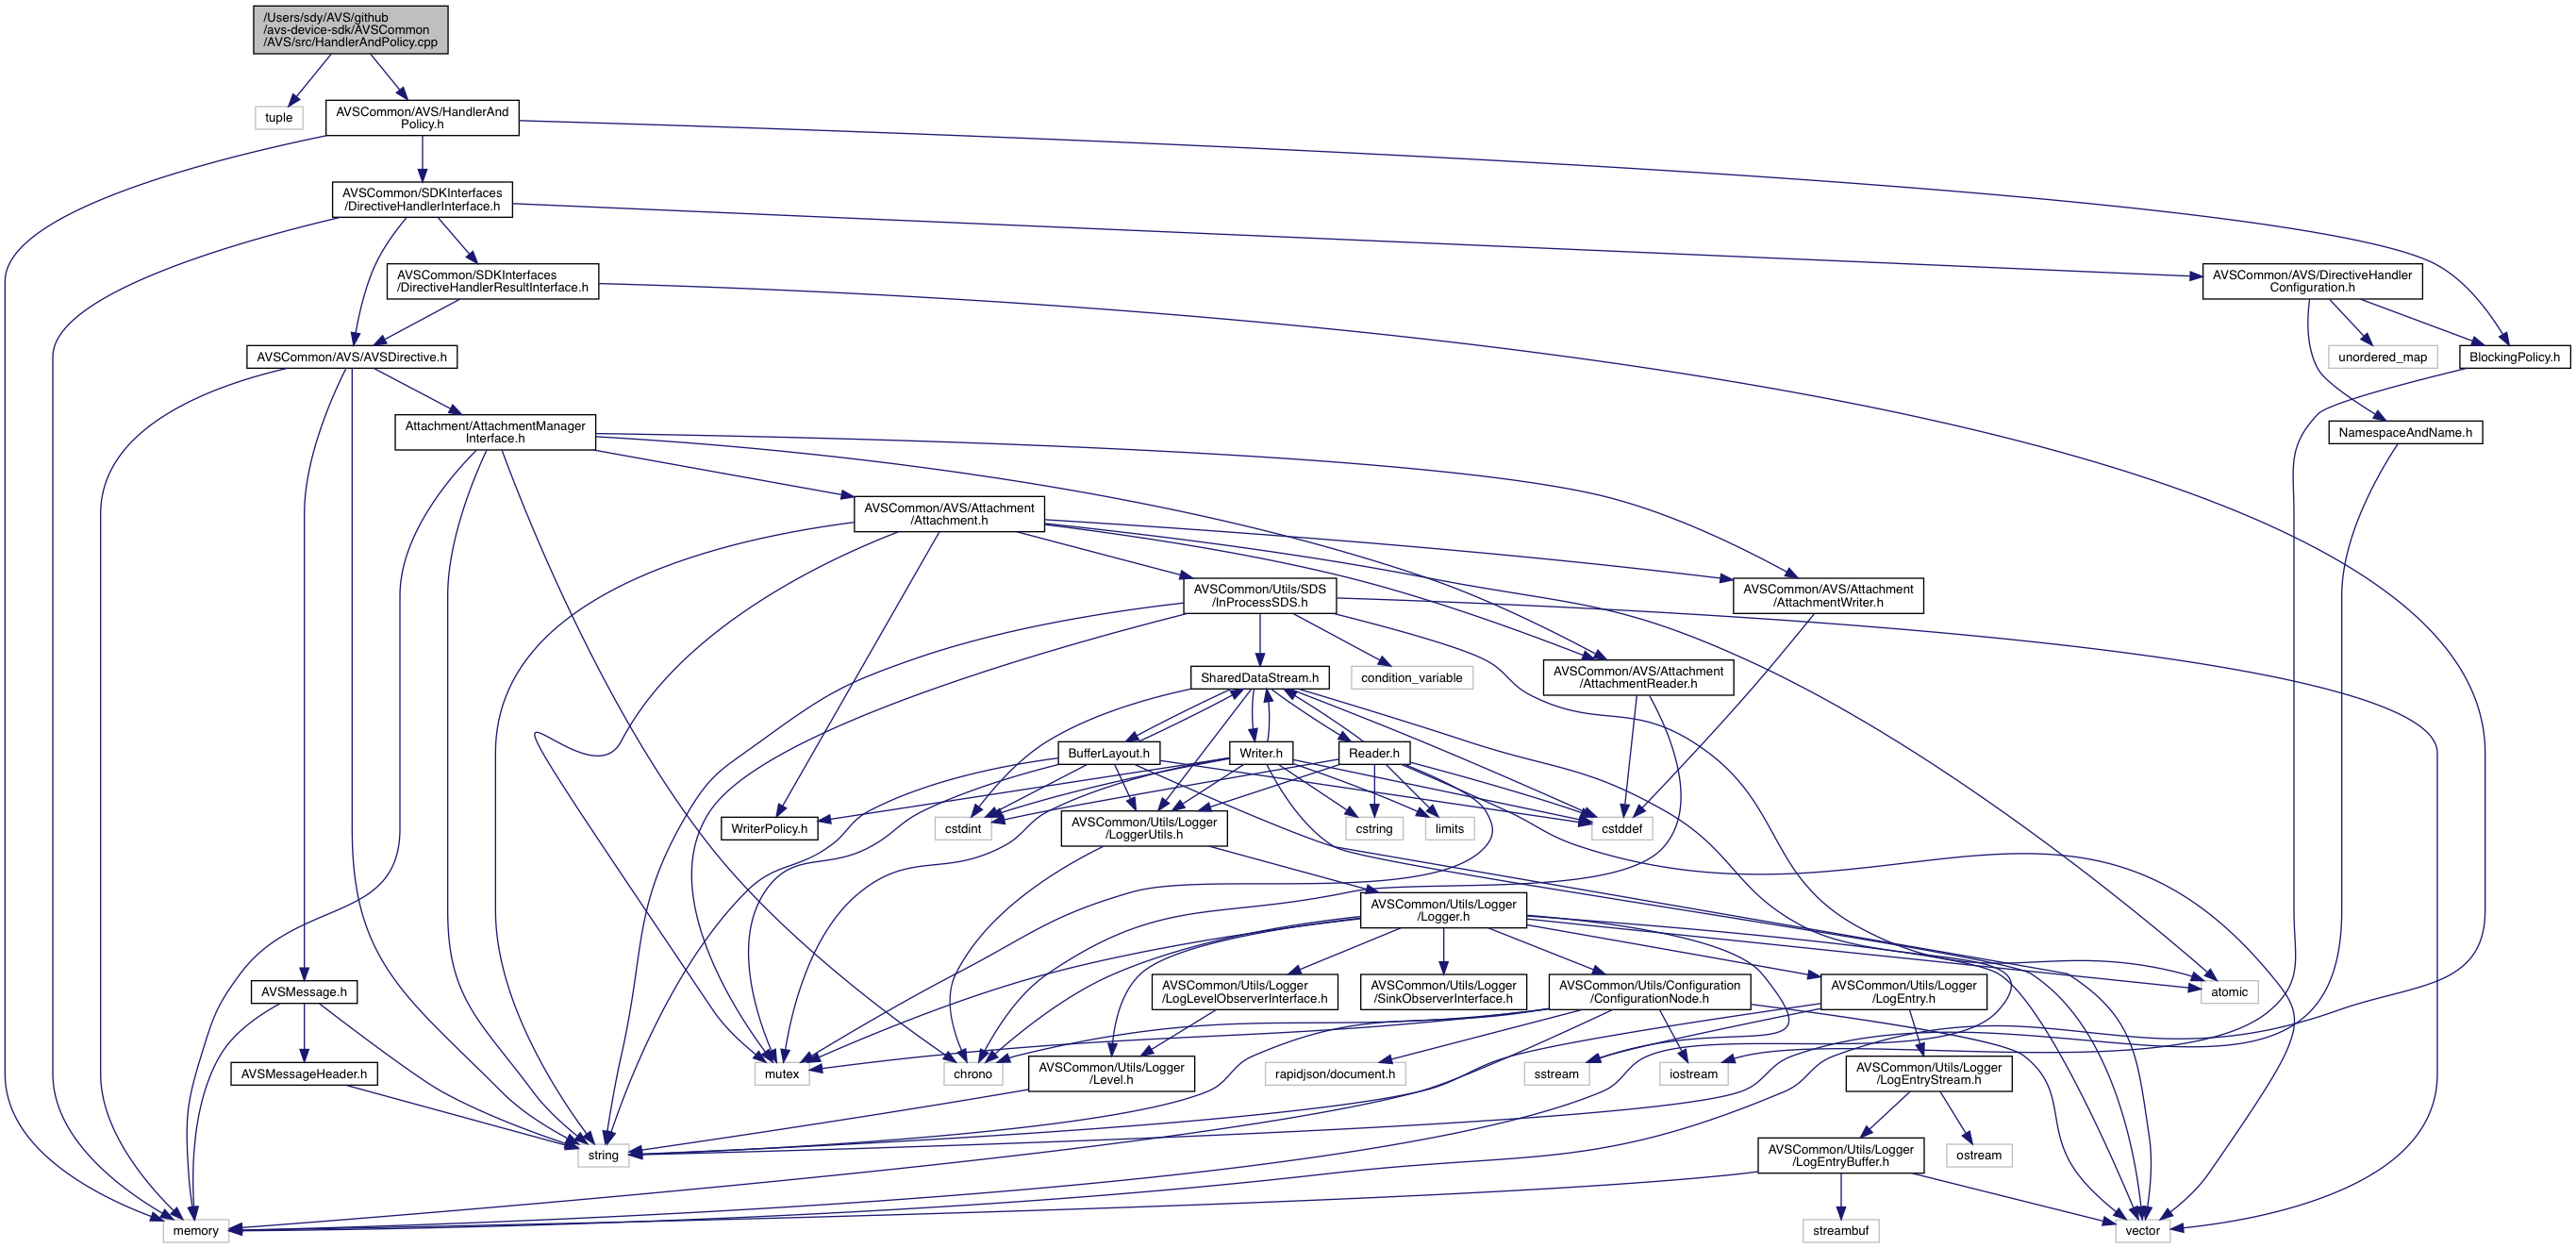 /Users/sdy/AVS/github
/avs-device-sdk/AVSCommon
/AVS/src/HandlerAndPolicy.cpp
tuple
AVSCommon/AVS/HandlerAnd
Policy.h
AVSCommon/SDKInterfaces
/DirectiveHandlerInterface.h
AVSCommon/SDKInterfaces
/DirectiveHandlerResultInterface.h
AVSCommon/AVS/DirectiveHandler
Configuration.h
AVSCommon/AVS/AVSDirective.h
unordered_map
BlockingPolicy.h
Attachment/AttachmentManager
Interface.h
NamespaceAndName.h
AVSCommon/AVS/Attachment
/Attachment.h
AVSCommon/Utils/SDS
/InProcessSDS.h
AVSCommon/AVS/Attachment
/AttachmentWriter.h
SharedDataStream.h
condition_variable
AVSCommon/AVS/Attachment
/AttachmentReader.h
BufferLayout.h
Writer.h
Reader.h
WriterPolicy.h
cstdint
AVSCommon/Utils/Logger
/LoggerUtils.h
cstring
limits
cstddef
AVSCommon/Utils/Logger
/Logger.h
AVSMessage.h
AVSCommon/Utils/Logger
/LogLevelObserverInterface.h
AVSCommon/Utils/Logger
/SinkObserverInterface.h
AVSCommon/Utils/Configuration
/ConfigurationNode.h
AVSCommon/Utils/Logger
/LogEntry.h
atomic
AVSMessageHeader.h
mutex
chrono
AVSCommon/Utils/Logger
/Level.h
rapidjson/document.h
sstream
iostream
AVSCommon/Utils/Logger
/LogEntryStream.h
string
AVSCommon/Utils/Logger
/LogEntryBuffer.h
ostream
memory
streambuf
vector